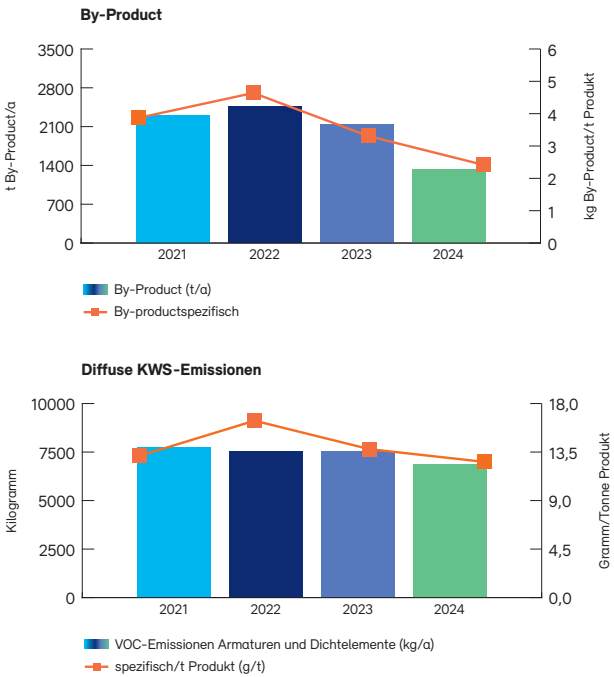 By-Product
3500
2800
2100
1400
700
0
t By-Product/a
6
5
4
3
2
1
0
kg By-Product/t Produkt
2021 2022 2023 2024
By-Product (t/a)
By-productspezifisch
Diffuse KWS-Emissionen
10000
7500
5000
2500
0
Kilogramm
18,0
13,5
9,0
4,5
0,0
Gramm/Tonne Produkt
2021 2022 2023 2024
VOC-Emissionen Armaturen und Dichtelemente (kg/a)
spezifisch/t Produkt (g/t)